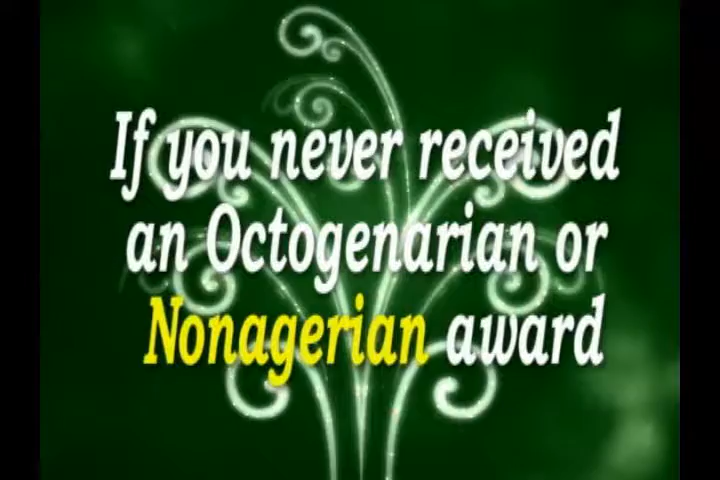 If you never received
an Octogenarian or
Nonagerian award